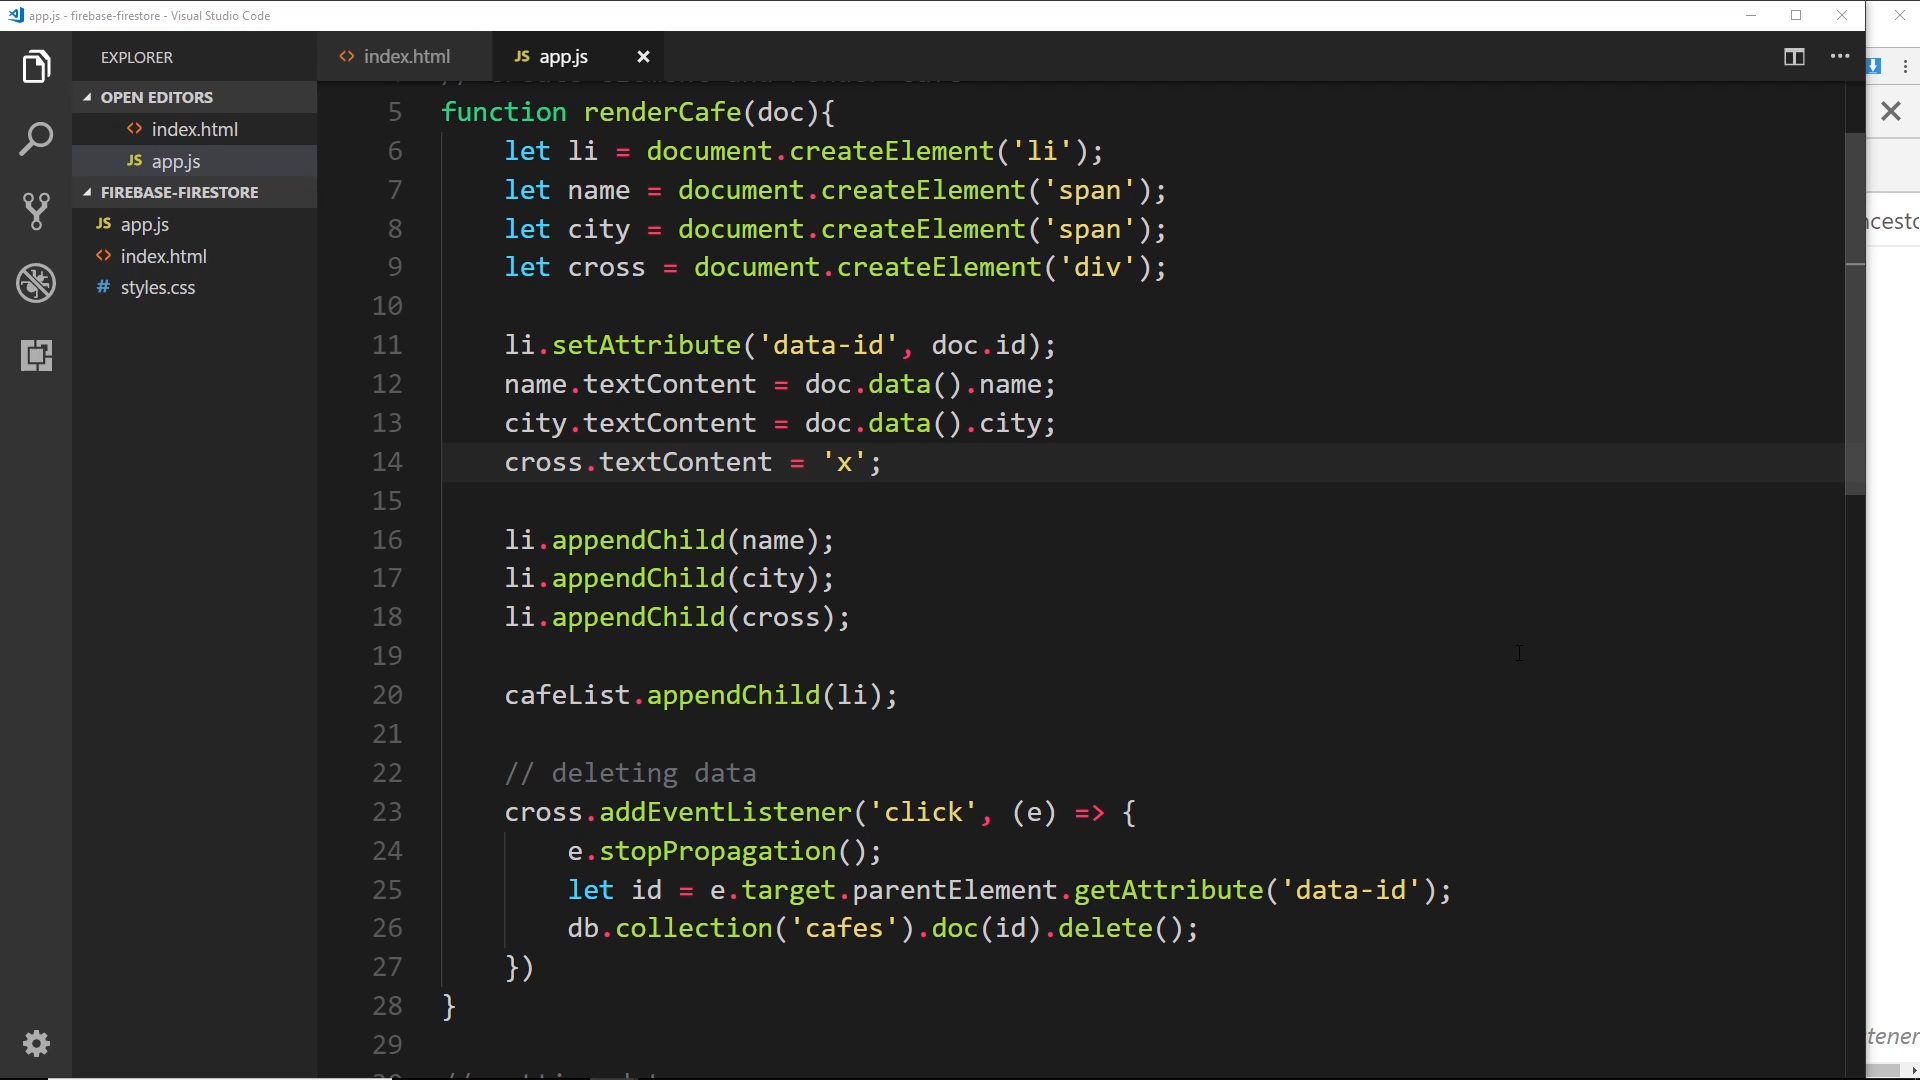 app.js - firebase-firestore - Visual Studio Code
EXPLORER
OPEN EDITORS
<> index.html
JS app.js
FIREBASE-FIRESTORE
JS app.js
<> index.html
# styles.css
<> index.html
JS app.js
5 function renderCafe(doc){
6 let li = document.createElement('li');
7 let name = document.createElement('span');
8 let city = document.createElement('span');
9 let cross = document.createElement('div');
10
11 li.setAttribute('data-id', doc.id);
12 name.textContent = doc.data().name;
13 city.textContent = doc.data().city;
14 cross.textContent = 'x';
15
16 li.appendChild(name);
17 li.appendChild(city);
18 li.appendChild(cross);
19
20 cafeList.appendChild(li);
21
22 // deleting data
23 cross.addEventListener('click', (e) => {
24 e.stopPropagation();
25 let id = e.target.parentElement.getAttribute('data-id');
26 db.collection('cafes').doc(id).delete();
27 })
28 }
29